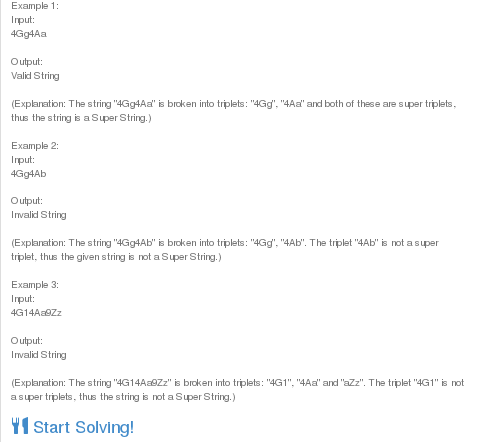 Example 1:
Input:
4Gg4Aa
Output:
Valid String
(Explanation: The string "4Gg4Aa" is broken into triplets: "4Gg", "4Aa" and both of these are super triplets,
thus the string is a Super String.)
Example 2:
Input:
4Gg4Ab
Output:
Invalid String
(Explanation: The string "4Gg4Ab" is broken into triplets: "4Gg", "4Ab". The triplet "4Ab" is not a super
triplet, thus the given string is not a Super String.)
Example 3:
Input:
4G14Aa9Zz
Output:
Invalid String
(Explanation: The string "4G14Aa9Zz" is broken into triplets: "4G1", "4Aa" and "aZz". The triplet "4G1" is not
a super triplets, thus the string is not a Super String.)
Start Solving!